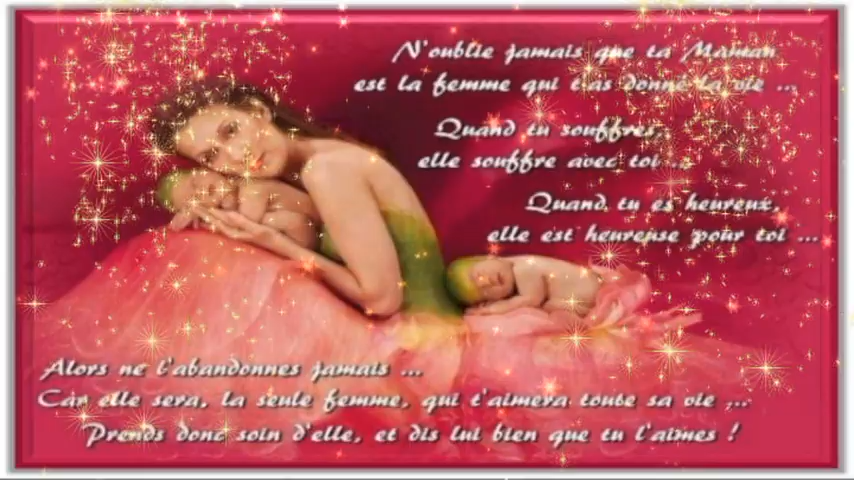 N'oublie jamais que ta Maman
est la femme qui t'as donné la vie ...
Quand tu souffres,
elle souffre avec toi ...
Quand tu es heureux,
elle est heureuse pour toi ...
Alors ne l'abandonnes jamais ...
Car elle sera, la seule femme, qui t'aimera toute sa vie ...
Prends donc soin d'elle, et dis lui bien que tu l'aimes !